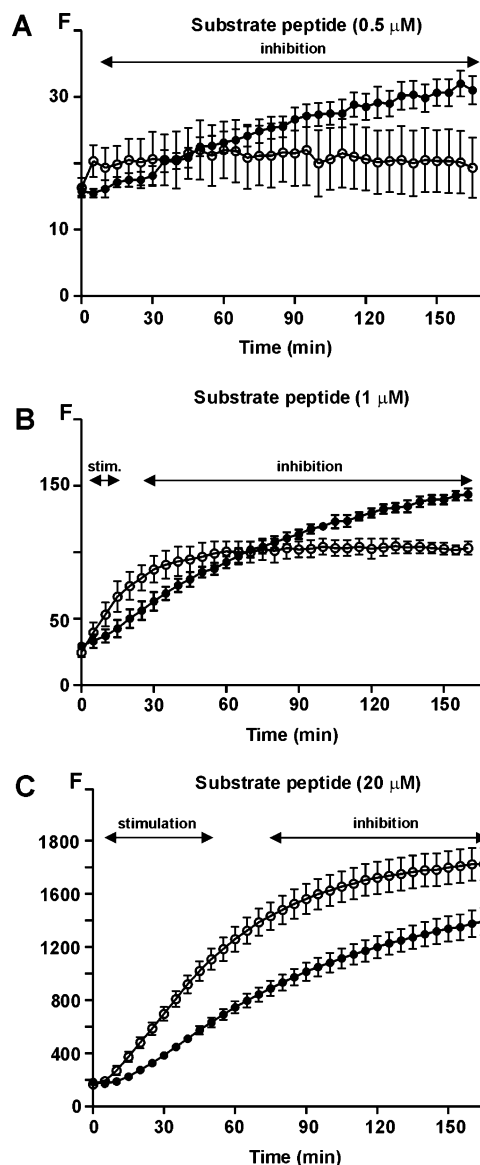 A
F
Substrate peptide (0.5 μM)
inhibition
30
10
0
0 30 60 90 120 150
Time (min)
B
F
Substrate peptide (1 μM)
stim. inhibition
150
50
0
0 30 60 90 120 150
Time (min)
C
F
Substrate peptide (20 μM)
stimulation inhibition
1800
1400
1200
800
400
0
0 30 60 90 120 150
Time (min)